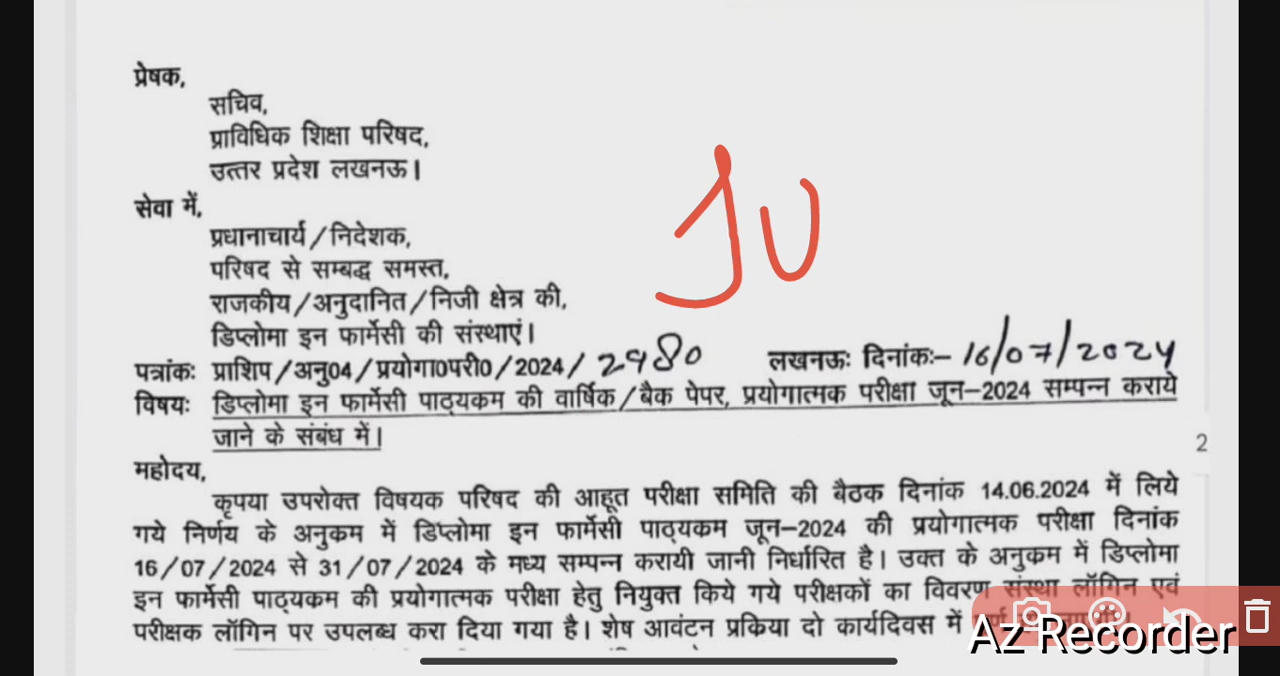 प्रेषक,
सचिव,
प्राविधिक शिक्षा परिषद,
उत्तर प्रदेश लखनऊ।
सेवा में,
प्रधानाचार्य/निदेशक,
परिषद से सम्बद्ध समस्त,
राजकीय/अनुदानित/निजी क्षेत्र की,
डिप्लोमा इन फार्मेसी की संस्थाएं।
पत्रांकः प्राशिप/अनु04/प्रयोगा0परी0/2024/2980 लखनऊः दिनांकः– 16/07/2024
विषयः डिप्लोमा इन फार्मेसी पाठ्यकम की वार्षिक/बैक पेपर, प्रयोगात्मक परीक्षा जून–2024 सम्पन्न कराये
जाने के संबंध में।
2
महोदय,
कृपया उपरोक्त विषयक परिषद की आहूत परीक्षा समिति की बैठक दिनांक 14.06.2024 में लिये
गये निर्णय के अनुकम में डिप्लोमा इन फार्मेसी पाठ्यकम जून–2024 की प्रयोगात्मक परीक्षा दिनांक
16/07/2024 से 31/07/2024 के मध्य सम्पन्न करायी जानी निर्धारित है। उक्त के अनुकम में डिप्लोमा
इन फार्मेसी पाठ्यकम की प्रयोगात्मक परीक्षा हेतु नियुक्त किये गये परीक्षकों का विवरण संस्था लॉगिन एवं
परीक्षक लॉगिन पर उपलब्ध करा दिया गया है। शेष आवंटन प्रकिया दो कार्यदिवस में
Ju
Az Recorder